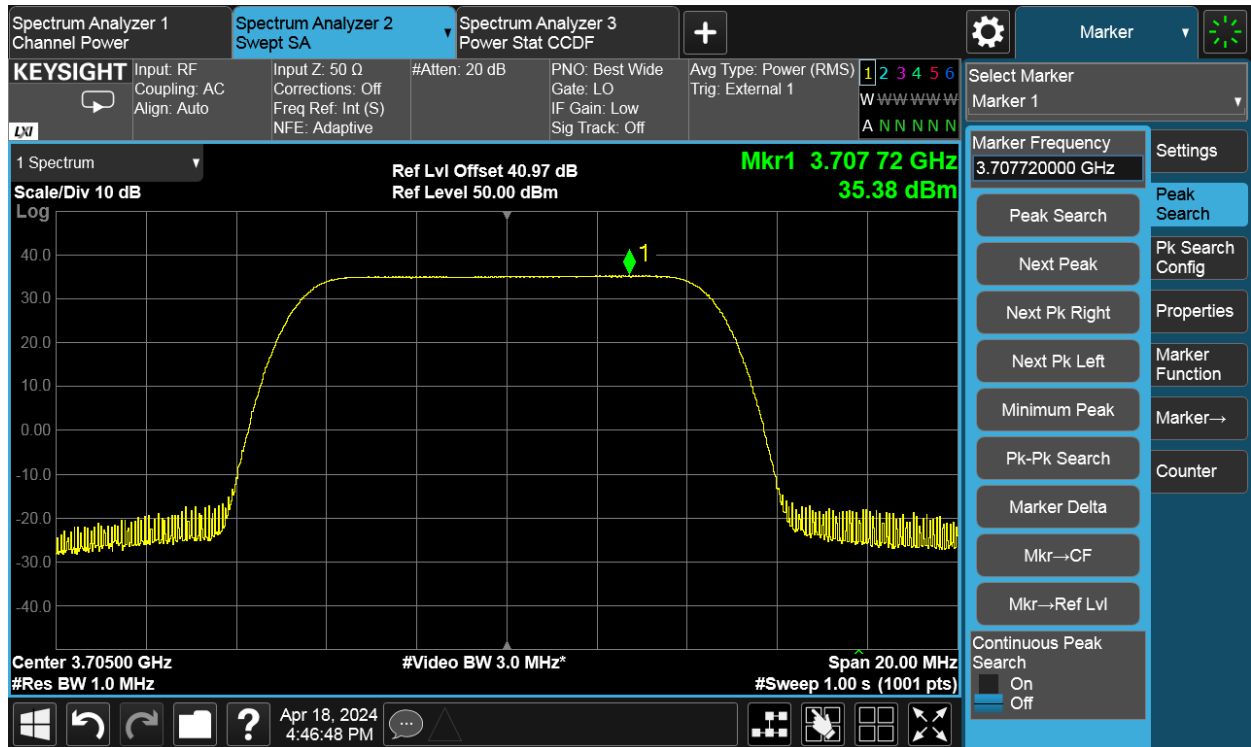 Spectrum Analyzer 1
Channel Power
Spectrum Analyzer 2
Swept SA
Spectrum Analyzer 3
Power Stat CCDF
+
Marker
KEYSIGHT
LXI
Input: RF
Coupling: AC
Align: Auto
Input Z: 50 Ω
Corrections: Off
Freq Ref: Int (S)
NFE: Adaptive
#Atten: 20 dB
PNO: Best Wide
Gate: LO
IF Gain: Low
Sig Track: Off
Avg Type: Power (RMS)
Trig: External 1
1 2 3 4 5 6
W W W W W W
A N N N N N
Select Marker
Marker 1
1 Spectrum
Scale/Div 10 dB
Log
Ref Lvl Offset 40.97 dB
Ref Level 50.00 dBm
Mkr1 3.707 72 GHz
35.38 dBm
1
40.0
30.0
20.0
10.0
0.00
-10.0
-20.0
-30.0
-40.0
Center 3.70500 GHz
#Res BW 1.0 MHz
#Video BW 3.0 MHz*
Span 20.00 MHz
#Sweep 1.00 s (1001 pts)
Marker Frequency
3.707720000 GHz
Peak Search
Next Peak
Next Pk Right
Next Pk Left
Minimum Peak
Pk-Pk Search
Marker Delta
Mkr→CF
Mkr→Ref Lvl
Continuous Peak
Search
On
Off
Settings
Peak
Search
Pk Search
Config
Properties
Marker
Function
Marker→
Counter
?
Apr 18, 2024
4:46:48 PM